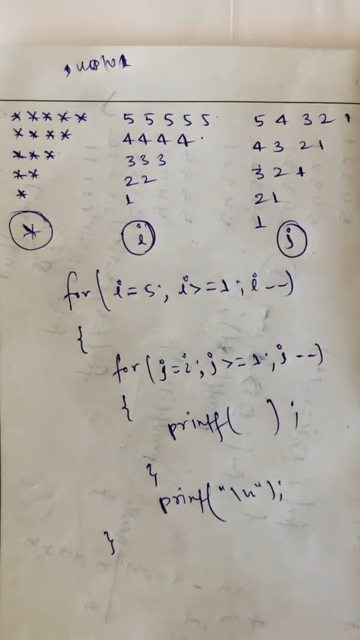 ***** 5 5 5 5 5 5 4 3 2 1
**** 4 4 4 4 4 3 2 1
*** 3 3 3 3 2 1
** 2 2 2 1
* 1 1
* i j
for( i=5; i>=1; i--)
{
for(j=i; j>=1; j--)
{
printf( );
}
printf("\n");
}